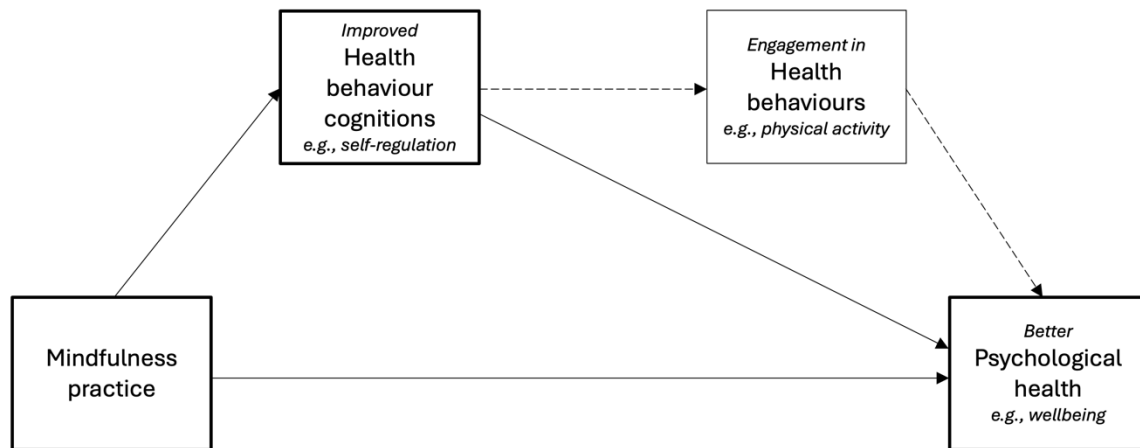 Improved
Health
behaviour
cognitions
e.g., self-regulation
Engagement in
Health
behaviours
e.g., physical activity
Mindfulness
practice
Better
Psychological
health
e.g., wellbeing